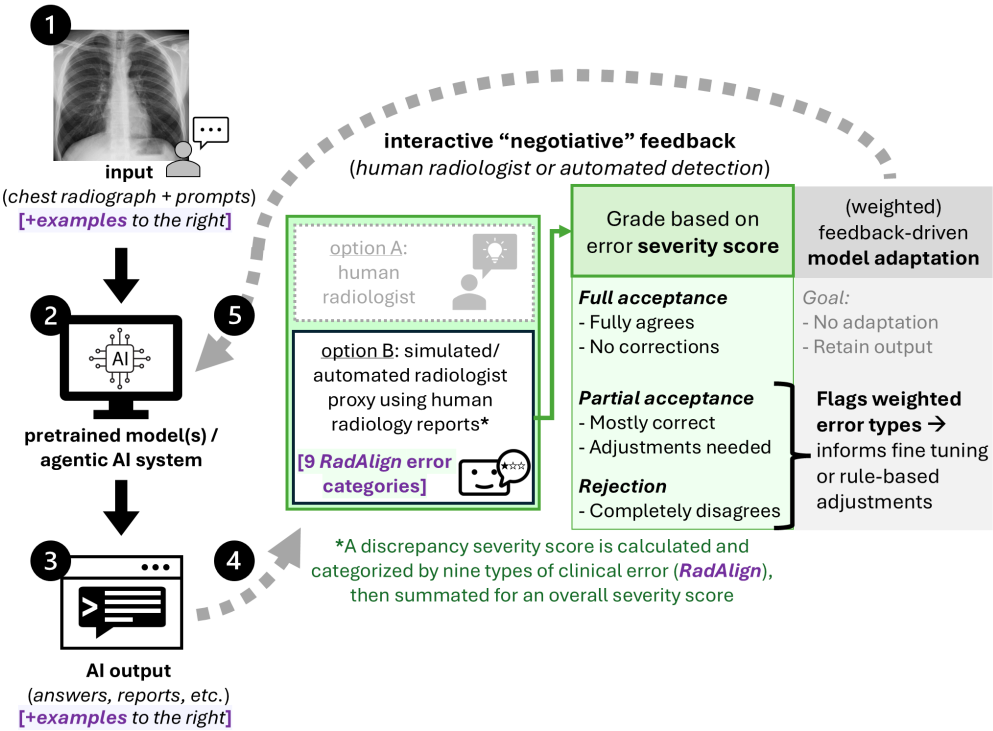 1
input
(chest radiograph + prompts)
[+examples to the right]
2
AI
pretrained model(s) /
agentic AI system
3
AI output
(answers, reports, etc.)
[+examples to the right]
4
5
interactive “negotiative” feedback
(human radiologist or automated detection)
option A:
human
radiologist
option B: simulated/
automated radiologist
proxy using human
radiology reports*
[9 RadAlign error
categories]
Grade based on
error severity score
Full acceptance
- Fully agrees
- No corrections
Partial acceptance
- Mostly correct
- Adjustments needed
Rejection
- Completely disagrees
(weighted)
feedback-driven
model adaptation
Goal:
- No adaptation
- Retain output
Flags weighted
error types →
informs fine tuning
or rule-based
adjustments
*A discrepancy severity score is calculated and
categorized by nine types of clinical error (RadAlign),
then summated for an overall severity score